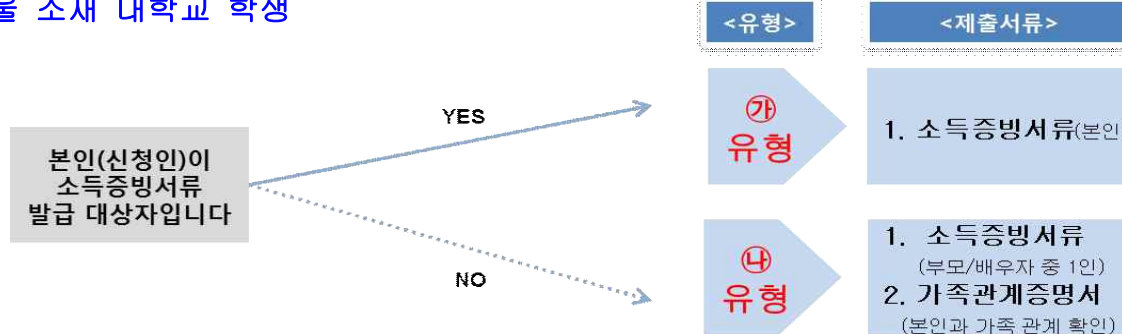 소재 대학교 학생
<유형>
<제출서류>
YES
㉮
유형
1. 소득증빙서류(본인
본인(신청인)이
소득증빙서류
발급 대상자입니다
NO
㉯
유형
1. 소득증빙서류
(부모/배우자 중 1인)
2. 가족관계증명서
(본인과 가족 관계 확인)